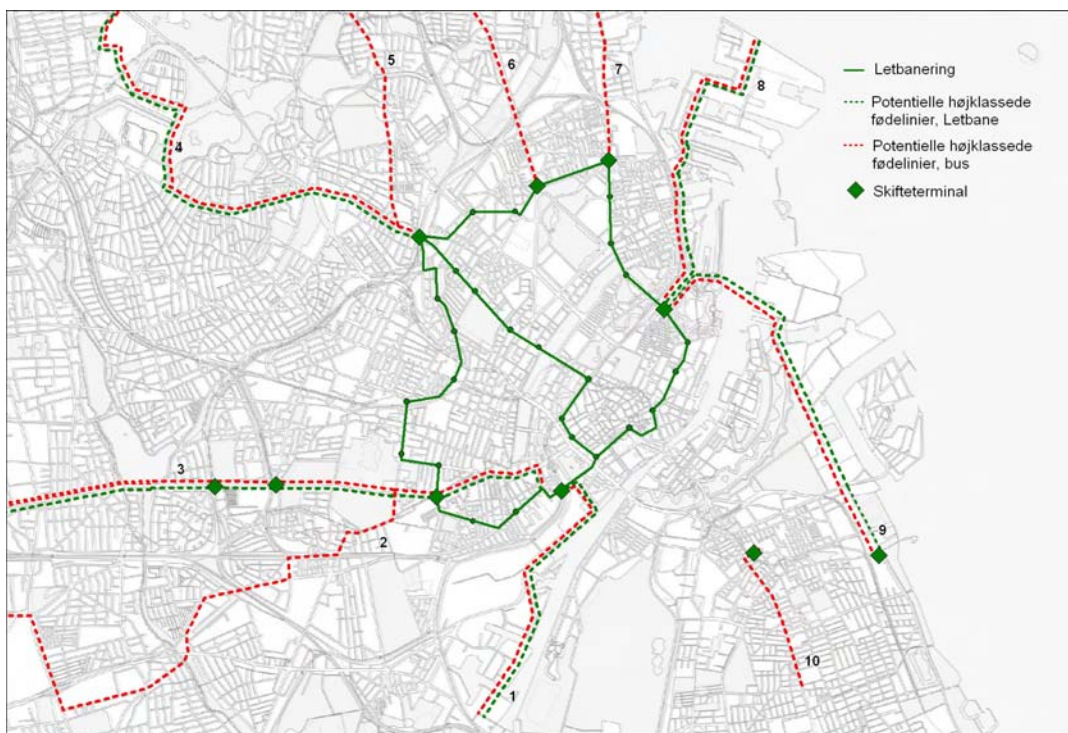 5
6
7
8
Letbanering
Potentielle højklassede
fødelinier, Letbane
Potentielle højklassede
fødelinier, bus
Skifteterminal
4
3
2
9
10
1